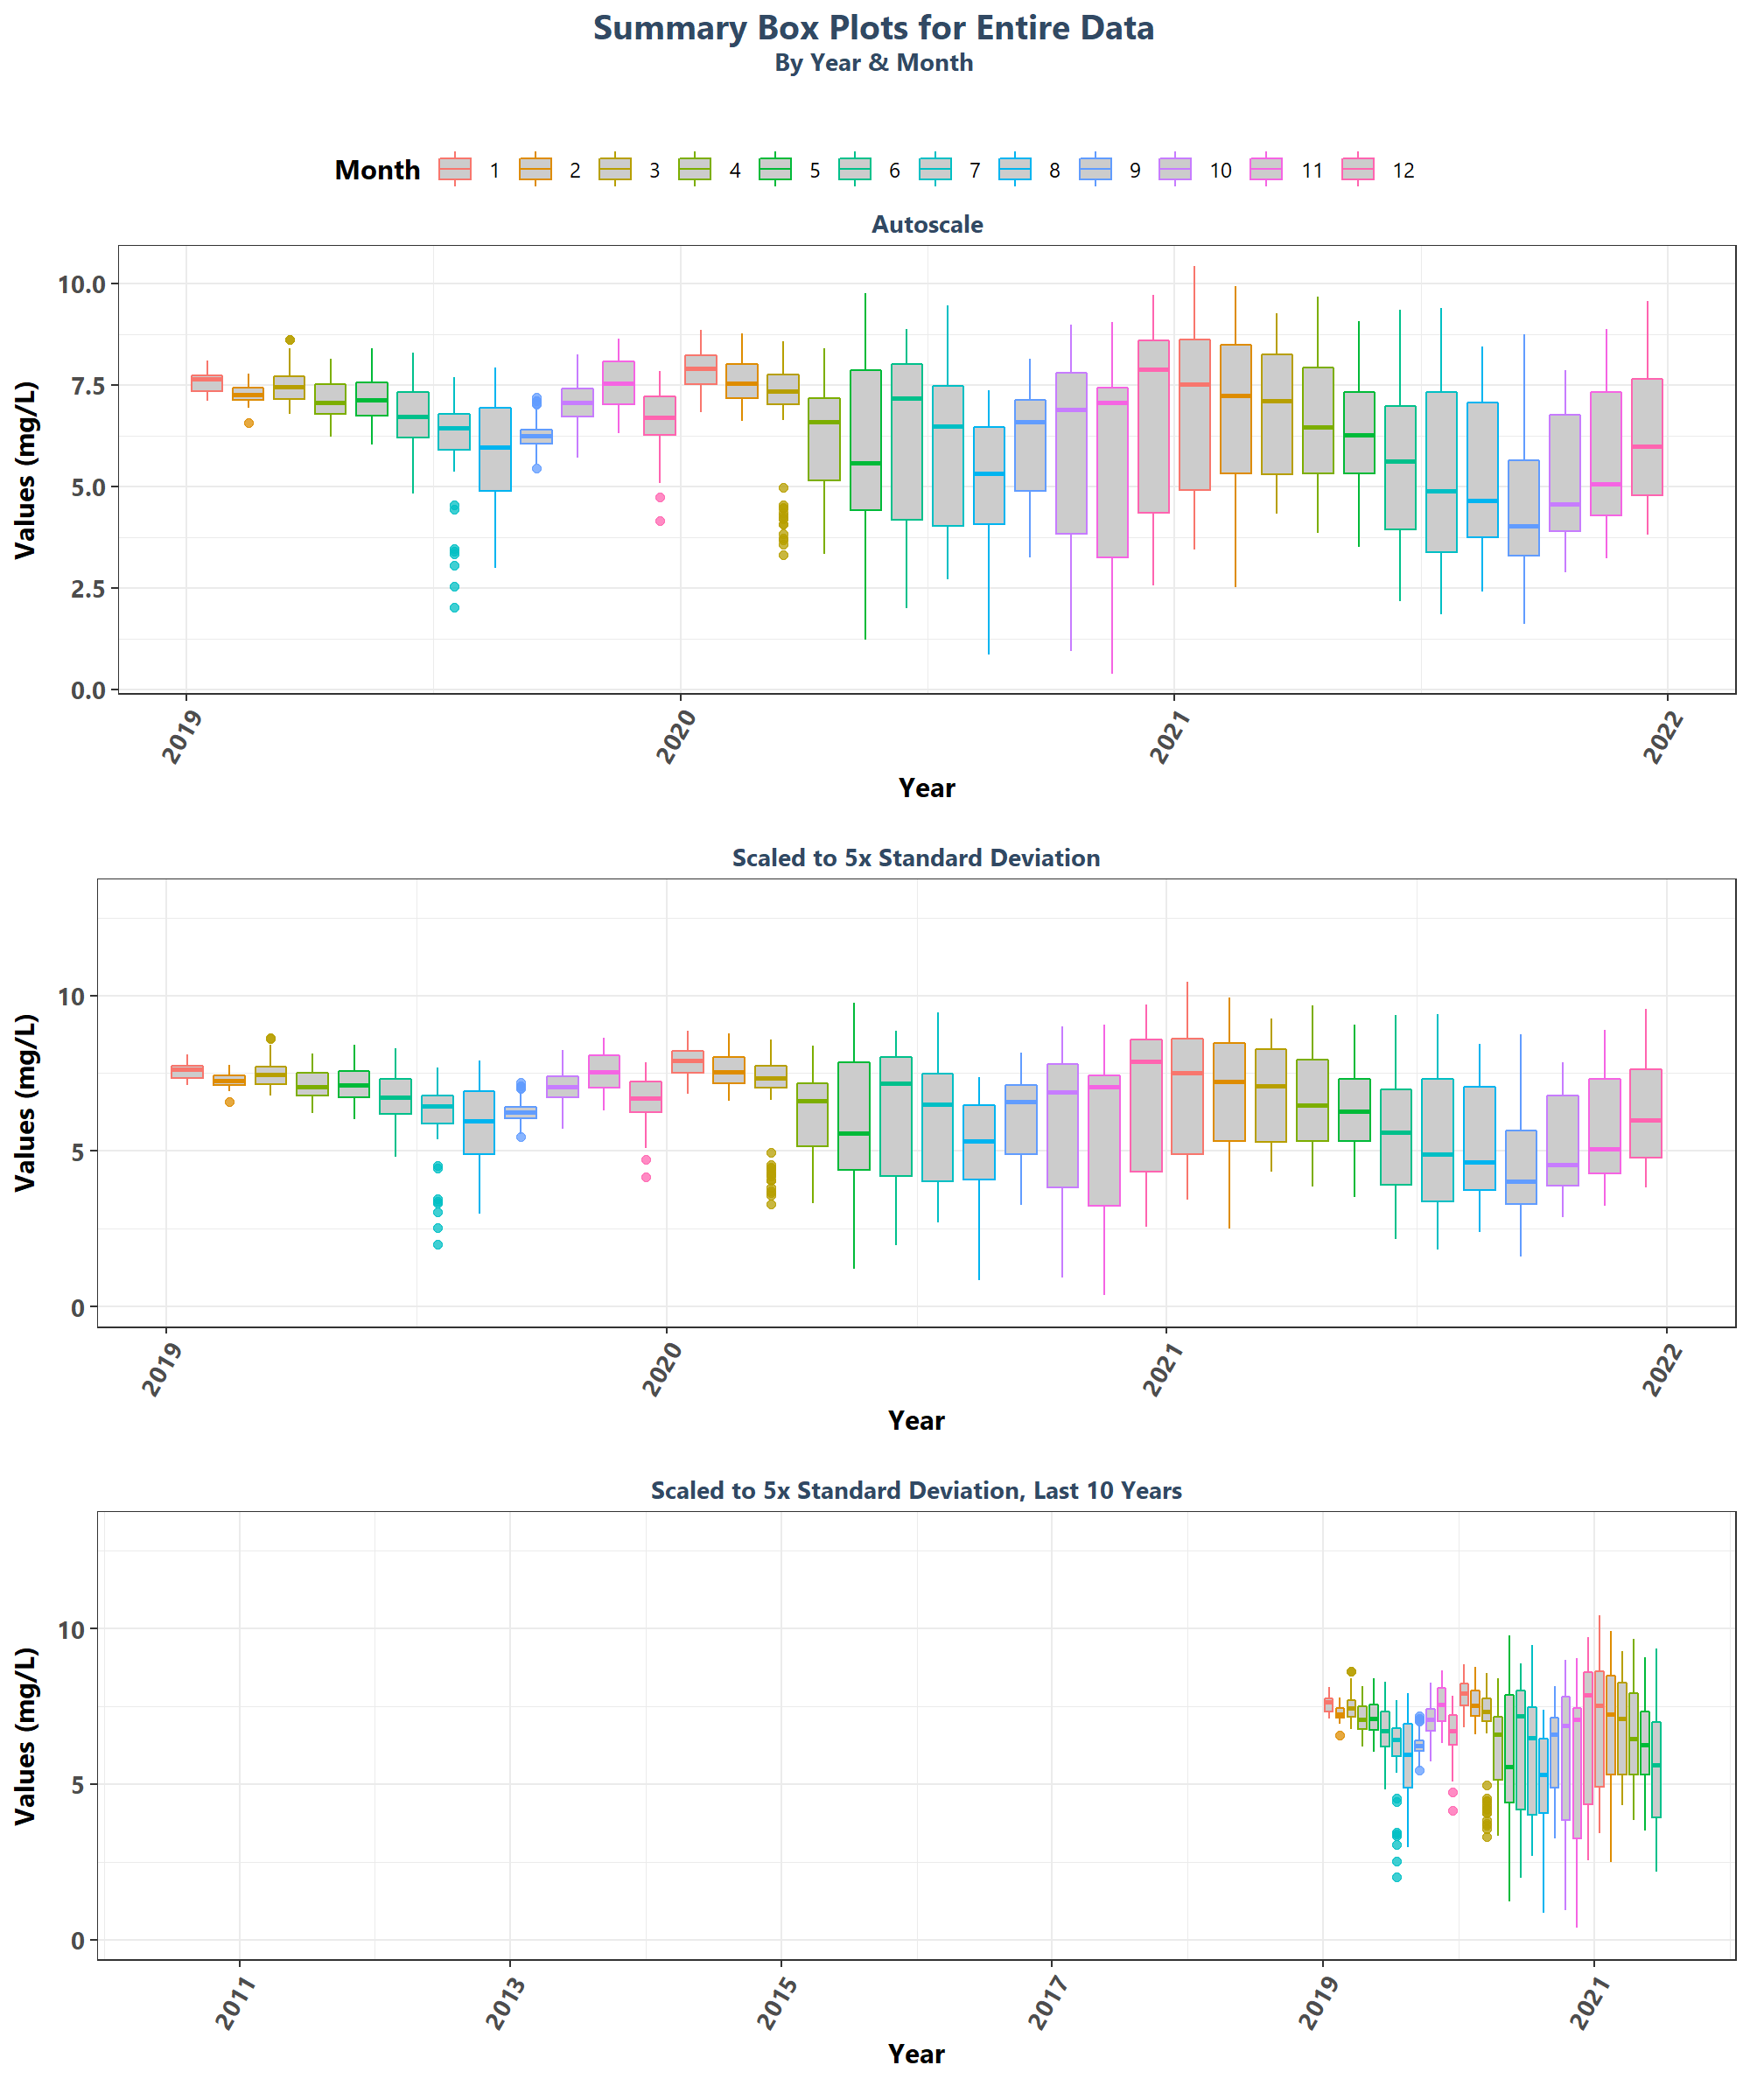 Summary Box Plots for Entire Data
By Year & Month
Month 1 2 3 4 5 6 7 8 9 10 11 12
Autoscale
Values (mg/L)
10.0
7.5
5.0
2.5
0.0
2019 2020 2021 2022
Year
Scaled to 5x Standard Deviation
Values (mg/L)
10
5
0
2019 2020 2021 2022
Year
Scaled to 5x Standard Deviation, Last 10 Years
Values (mg/L)
10
5
0
2011 2013 2015 2017 2019 2021
Year